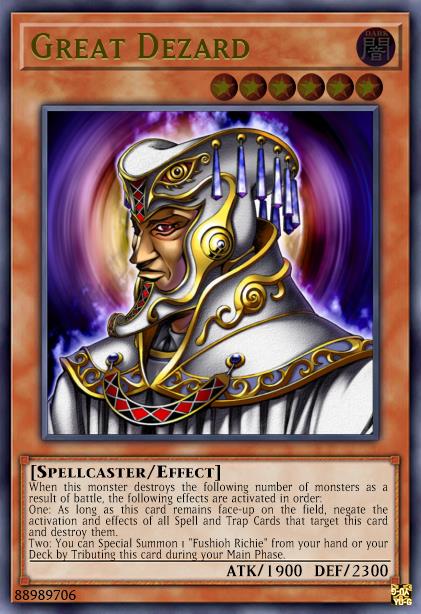 GREAT DEZARD
DARK
闇
[SPELLCASTER/EFFECT]
When this monster destroys the following number of monsters as a
result of battle, the following effects are activated in order:
One: As long as this card remains face-up on the field, negate the
activation and effects of all Spell and Trap Cards that target this card
and destroy them.
Two: You can Special Summon 1 "Fushioh Richie" from your hand or your
Deck by Tributing this card during your Main Phase.
ATK/1900 DEF/2300
88989706